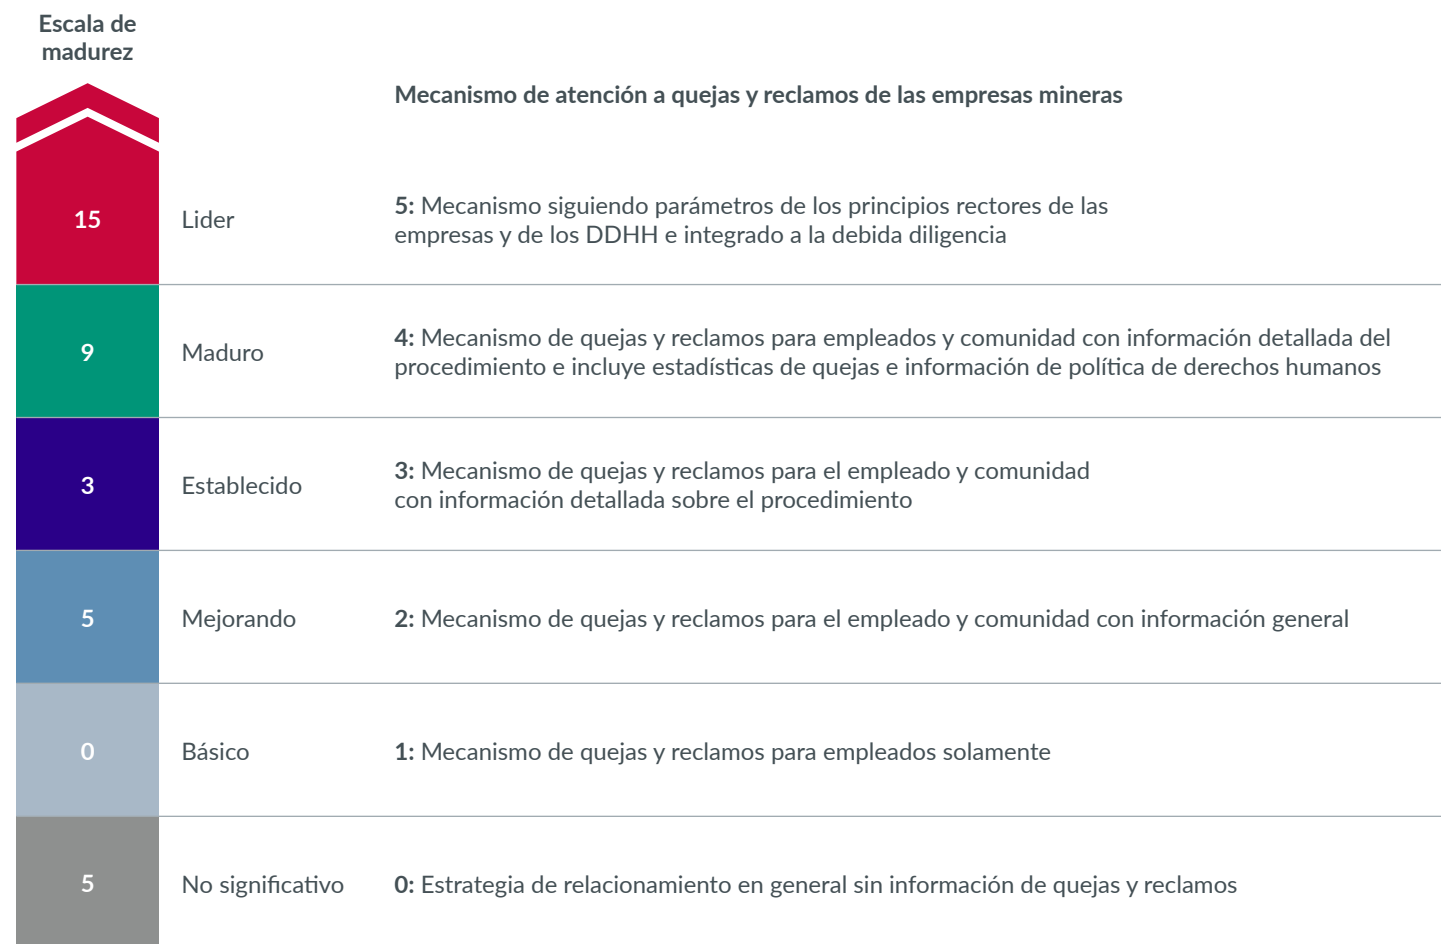 Escala de
madurez
Mecanismo de atención a quejas y reclamos de las empresas mineras
15
Lider
5: Mecanismo siguiendo parámetros de los principios rectores de las
empresas y de los DDHH e integrado a la debida diligencia
9
Maduro
4: Mecanismo de quejas y reclamos para empleados y comunidad con información detallada del
procedimiento e incluye estadísticas de quejas e información de política de derechos humanos
3
Establecido
3: Mecanismo de quejas y reclamos para el empleado y comunidad
con información detallada sobre el procedimiento
5
Mejorando
2: Mecanismo de quejas y reclamos para el empleado y comunidad con información general
0
Básico
1: Mecanismo de quejas y reclamos para empleados solamente
5
No significativo
0: Estrategia de relacionamiento en general sin información de quejas y reclamos